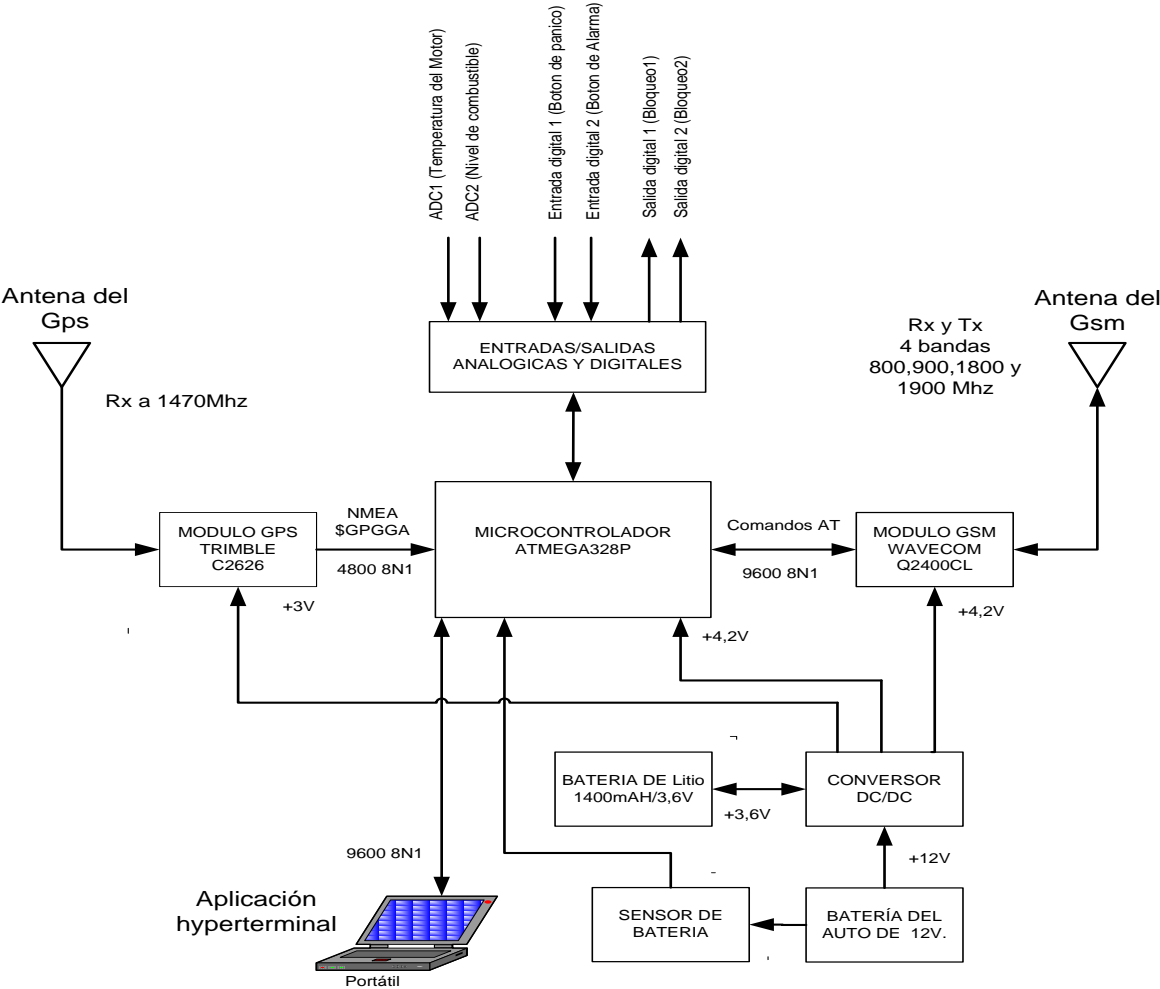 ADC1 (Temperatura del Motor)
ADC2 (Nivel de combustible)
Entrada digital 1 (Boton de panico)
Entrada digital 2 (Boton de Alarma)
Salida digital 1 (Bloqueo1)
Salida digital 2 (Bloqueo2)
Antena del
Gps
Rx a 1470Mhz
ENTRADAS/SALIDAS
ANALOGICAS Y DIGITALES
Rx y Tx
4 bandas
800,900,1800 y
1900 Mhz
Antena del
Gsm
MODULO GPS
TRIMBLE
C2626
NMEA
$GPGGA
4800 8N1
MICROCONTROLADOR
ATMEGA328P
Comandos AT
9600 8N1
MODULO GSM
WAVECOM
Q2400CL
+3V
+4,2V
+4,2V
BATERIA DE Litio
1400mAH/3,6V
+3,6V
CONVERSOR
DC/DC
+12V
9600 8N1
Aplicación
hyperterminal
Portátil
SENSOR DE
BATERIA
BATERÍA DEL
AUTO DE 12V.